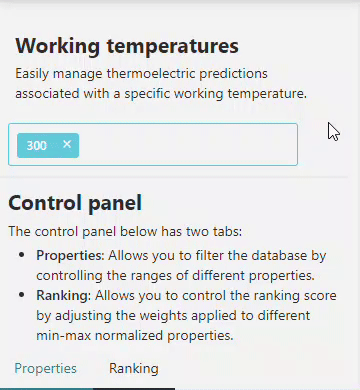 Working temperatures
Easily manage thermoelectric predictions
associated with a specific working temperature.
300 ×
Control panel
The control panel below has two tabs:
• Properties: Allows you to filter the database by
controlling the ranges of different properties.
• Ranking: Allows you to control the ranking score
by adjusting the weights applied to different
min-max normalized properties.
Properties Ranking